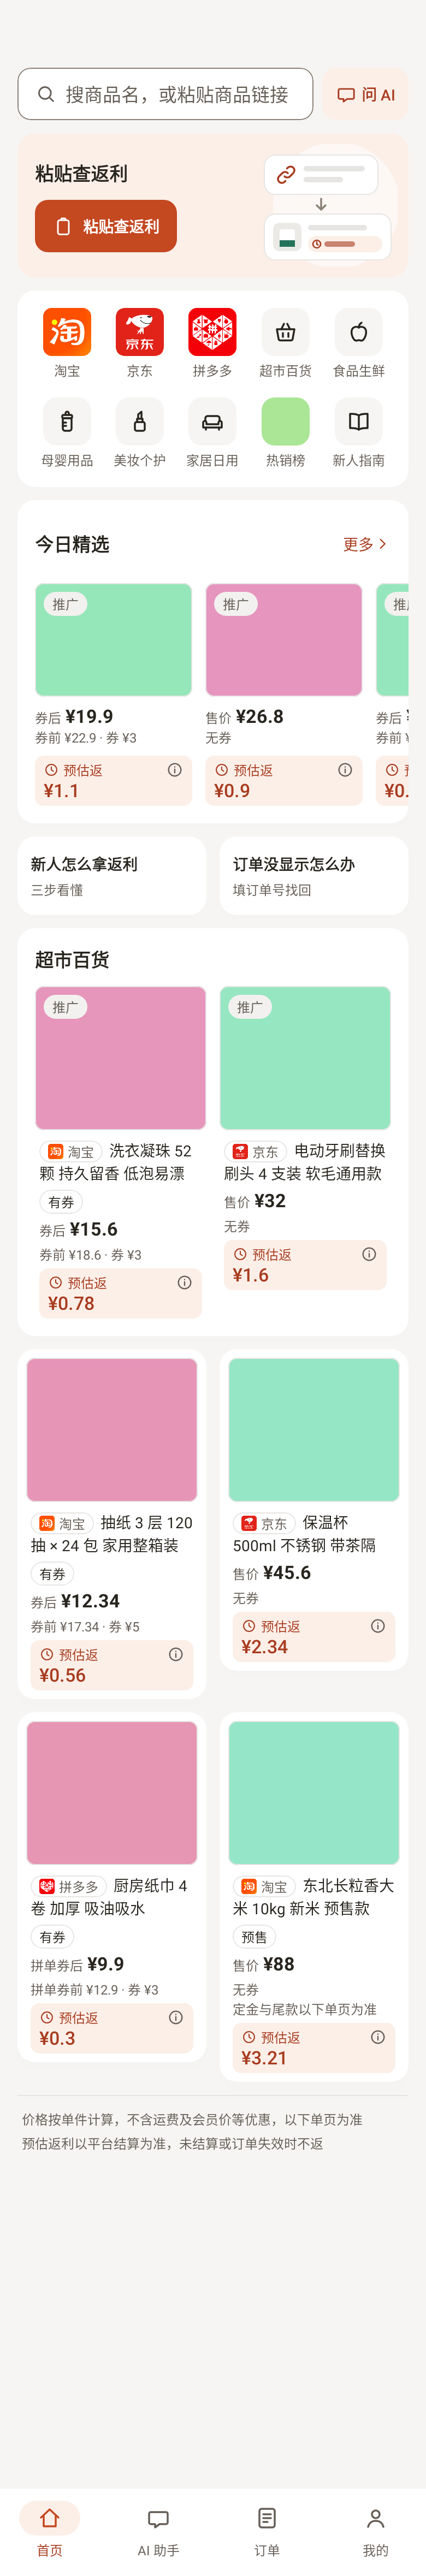 搜商品名，或粘贴商品链接
问 AI
粘贴查返利
粘贴查返利
淘
京东
拼
淘宝
京东
拼多多
超市百货
食品生鲜
母婴用品
美妆个护
家居日用
热销榜
新人指南
今日精选
更多
推广
推广
券后 ¥19.9
售价 ¥26.8
券后
券前 ¥22.9 · 券 ¥3
无券
券前
预估返
预估返
¥1.1
¥0.9
¥0.
新人怎么拿返利
订单没显示怎么办
三步看懂
填订单号找回
超市百货
推广
推广
淘宝 洗衣凝珠 52
颗 持久留香 低泡易漂
有券
券后 ¥15.6
券前 ¥18.6 · 券 ¥3
预估返
¥0.78
京东 电动牙刷替换
刷头 4 支装 软毛通用款
售价 ¥32
无券
预估返
¥1.6
淘宝 抽纸 3 层 120
抽 × 24 包 家用整箱装
有券
券后 ¥12.34
券前 ¥17.34 · 券 ¥5
预估返
¥0.56
京东 保温杯
500ml 不锈钢 带茶隔
售价 ¥45.6
无券
预估返
¥2.34
拼多多 厨房纸巾 4
卷 加厚 吸油吸水
有券
拼单券后 ¥9.9
拼单券前 ¥12.9 · 券 ¥3
预估返
¥0.3
淘宝 东北长粒香大
米 10kg 新米 预售款
预售
售价 ¥88
无券
定金与尾款以下单页为准
预估返
¥3.21
价格按单件计算，不含运费及会员价等优惠，以下单页为准
预估返利以平台结算为准，未结算或订单失效时不返
首页
AI 助手
订单
我的